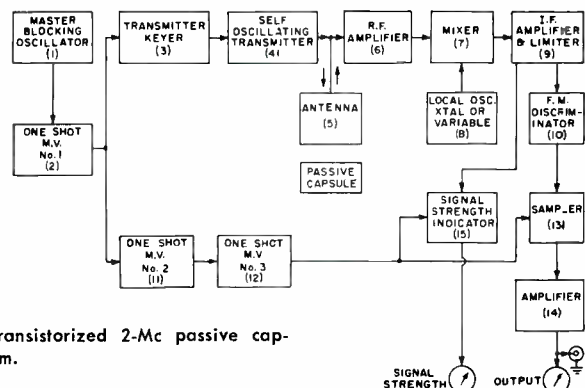 MASTER
BLOCKING
OSCILLATOR
(1)
TRANSMITTER
KEYER
(3)
SELF
OSCILLATING
TRANSMITTER
(4)
R.F.
AMPLIFIER
(6)
MIXER
(7)
I.F.
AMPLIFIER
& LIMITER
(9)
ONE SHOT
M.V.
No. 1
(2)
ANTENNA
(5)
LOCAL OSC.
XTAL OR
VARIABLE
(8)
F.M.
DISCRIM-
INATOR
(10)
PASSIVE
CAPSULE
ONE SHOT
M.V.
No. 2
(11)
ONE SHOT
M.V
No. 3
(12)
SIGNAL
STRENGTH
INDICATOR
(15)
SAMPLER
(13)
AMPLIFIER
(14)
ransistorized 2-Mc passive cap-
m.
SIGNAL
STRENGTH
OUTPUT